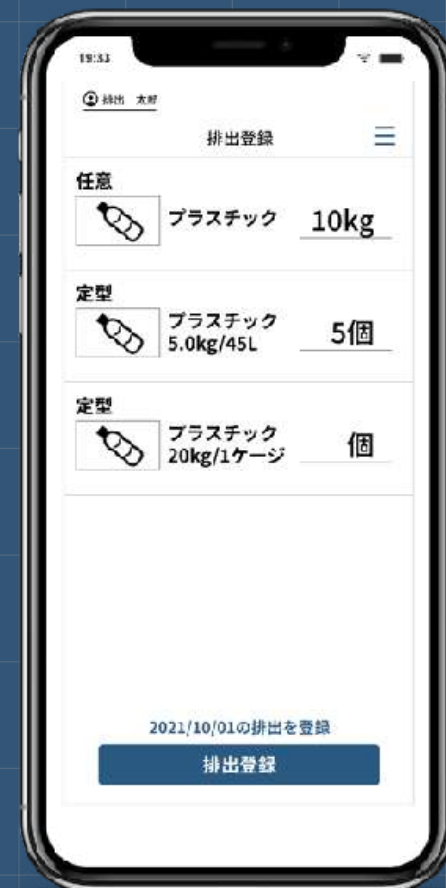 19:33
排出 太郎
排出登録
任意
プラスチック 10kg
定型
プラスチック
5.0kg/45L
5個
定型
プラスチック
20kg/1ケージ
個
2021/10/01の排出を登録
排出登録